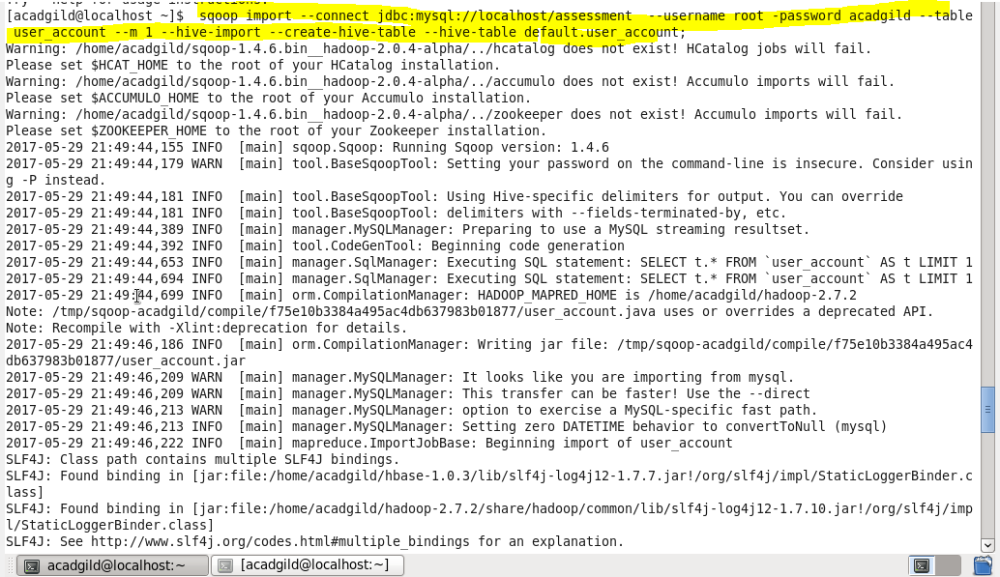 [acadgild@localhost ~]$  sqoop import --connect jdbc:mysql://localhost/assessment  --username root -password acadgild --table
 user_account --m 1 --hive-import --create-hive-table --hive-table default.user_account;
Warning: /home/acadgild/sqoop-1.4.6.bin__hadoop-2.0.4-alpha/../hcatalog does not exist! HCatalog jobs will fail.
Please set $HCAT_HOME to the root of your HCatalog installation.
Warning: /home/acadgild/sqoop-1.4.6.bin__hadoop-2.0.4-alpha/../accumulo does not exist! Accumulo imports will fail.
Please set $ACCUMULO_HOME to the root of your Accumulo installation.
Warning: /home/acadgild/sqoop-1.4.6.bin__hadoop-2.0.4-alpha/../zookeeper does not exist! Accumulo imports will fail.
Please set $ZOOKEEPER_HOME to the root of your Zookeeper installation.
2017-05-29 21:49:44,155 INFO  [main] sqoop.Sqoop: Running Sqoop version: 1.4.6
2017-05-29 21:49:44,179 WARN  [main] tool.BaseSqoopTool: Setting your password on the command-line is insecure. Consider usin
g -P instead.
2017-05-29 21:49:44,181 INFO  [main] tool.BaseSqoopTool: Using Hive-specific delimiters for output. You can override
2017-05-29 21:49:44,181 INFO  [main] tool.BaseSqoopTool: delimiters with --fields-terminated-by, etc.
2017-05-29 21:49:44,389 INFO  [main] manager.MySQLManager: Preparing to use a MySQL streaming resultset.
2017-05-29 21:49:44,392 INFO  [main] tool.CodeGenTool: Beginning code generation
2017-05-29 21:49:44,653 INFO  [main] manager.SqlManager: Executing SQL statement: SELECT t.* FROM `user_account` AS t LIMIT 1
2017-05-29 21:49:44,694 INFO  [main] manager.SqlManager: Executing SQL statement: SELECT t.* FROM `user_account` AS t LIMIT 1
2017-05-29 21:49:44,699 INFO  [main] orm.CompilationManager: HADOOP_MAPRED_HOME is /home/acadgild/hadoop-2.7.2
Note: /tmp/sqoop-acadgild/compile/f75e10b3384a495ac4db637983b01877/user_account.java uses or overrides a deprecated API.
Note: Recompile with -Xlint:deprecation for details.
2017-05-29 21:49:46,186 INFO  [main] orm.CompilationManager: Writing jar file: /tmp/sqoop-acadgild/compile/f75e10b3384a495ac4
db637983b01877/user_account.jar
2017-05-29 21:49:46,209 WARN  [main] manager.MySQLManager: It looks like you are importing from mysql.
2017-05-29 21:49:46,209 WARN  [main] manager.MySQLManager: This transfer can be faster! Use the --direct
2017-05-29 21:49:46,213 WARN  [main] manager.MySQLManager: option to exercise a MySQL-specific fast path.
2017-05-29 21:49:46,213 INFO  [main] manager.MySQLManager: Setting zero DATETIME behavior to convertToNull (mysql)
2017-05-29 21:49:46,222 INFO  [main] mapreduce.ImportJobBase: Beginning import of user_account
SLF4J: Class path contains multiple SLF4J bindings.
SLF4J: Found binding in [jar:file:/home/acadgild/hbase-1.0.3/lib/slf4j-log4j12-1.7.7.jar!/org/slf4j/impl/StaticLoggerBinder.c
lass]
SLF4J: Found binding in [jar:file:/home/acadgild/hadoop-2.7.2/share/hadoop/common/lib/slf4j-log4j12-1.7.10.jar!/org/slf4j/imp
l/StaticLoggerBinder.class]
SLF4J: See http://www.slf4j.org/codes.html#multiple_bindings for an explanation.
acadgild@localhost:~
[acadgild@localhost:~]